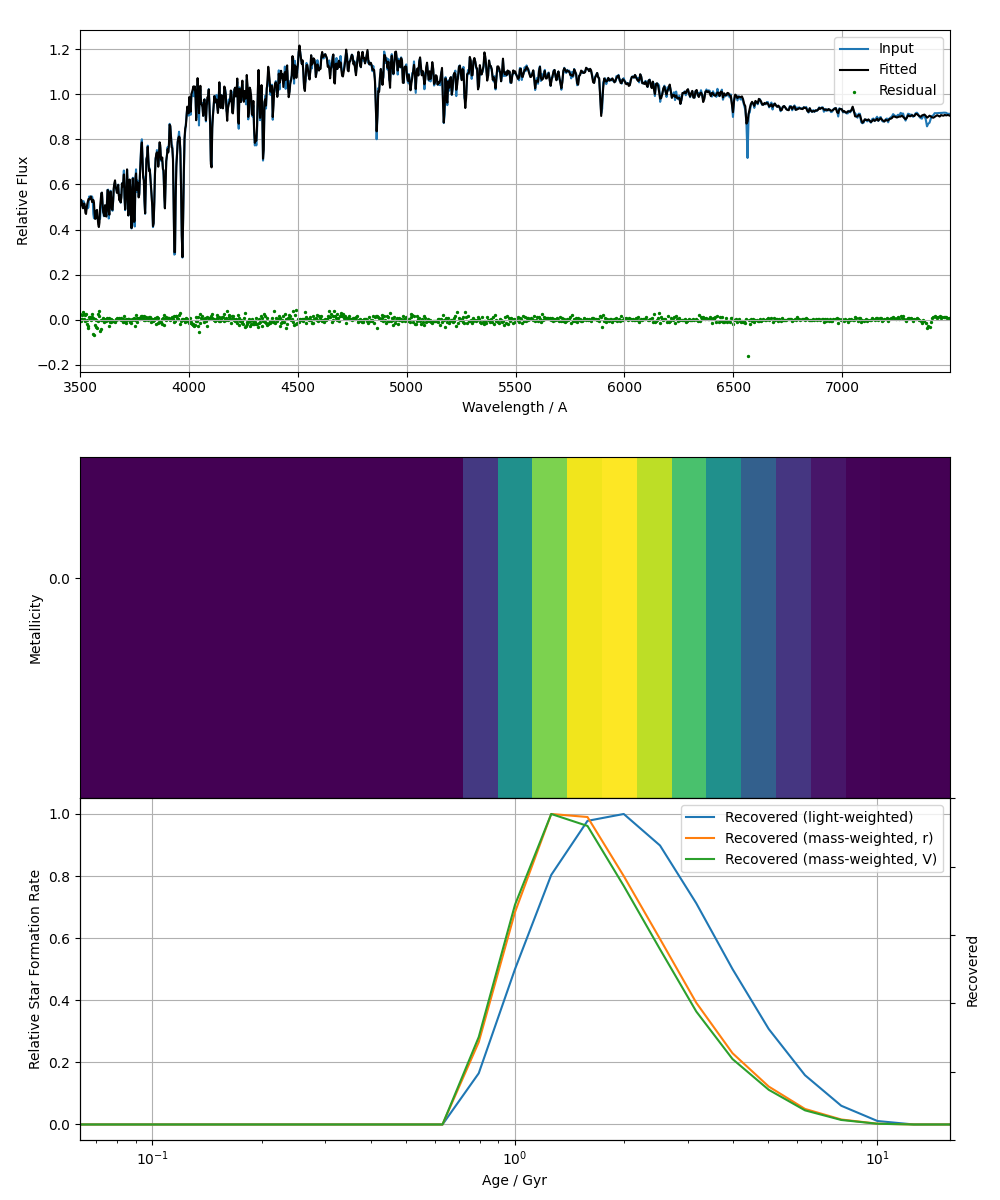 1.2
1.0
0.8
0.6
0.4
0.2
0.0
−0.2
Relative Flux
Input
Fitted
Residual
3500 4000 4500 5000 5500 6000 6500 7000
Wavelength / A
0.0
Metallicity
1.0
0.8
0.6
0.4
0.2
0.0
Relative Star Formation Rate
Recovered (light-weighted)
Recovered (mass-weighted, r)
Recovered (mass-weighted, V)
Recovered
10⁻¹ 10⁰ 10¹
Age / Gyr